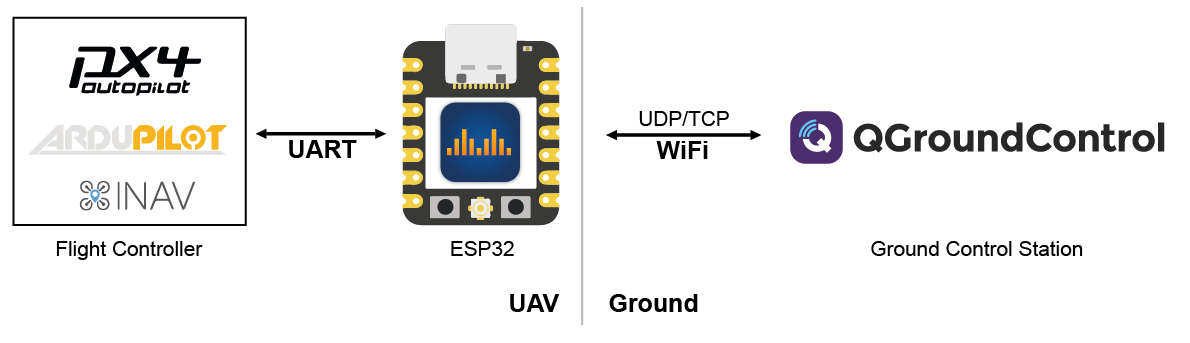 px4
autopilot
ARDUPILOT
INAV
UART
UDP/TCP
WiFi
QGroundControl
Flight Controller
ESP32
Ground Control Station
UAV
Ground